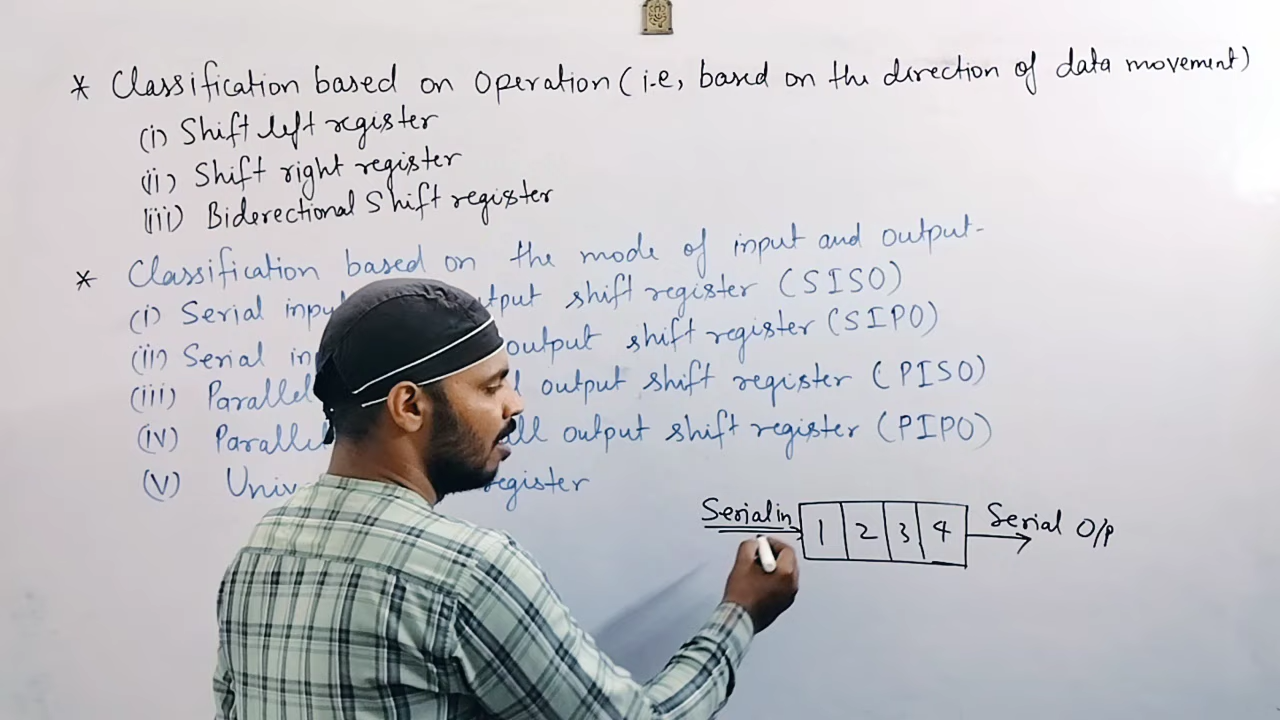 * Classification based on operation (i.e, based on the direction of data movement)
(i) Shift left register
(ii) Shift right register
(iii) Biderectional Shift register
* Classification based on the mode of input and output-
(i) Serial output shift register (SISO)
(ii) Serial output shift register (SIPO)
(iii) Parallel output shift register (PISO)
(iv) output shift register (PIPO)
(V) register
Serial in 1 2 3 4 Serial O/P